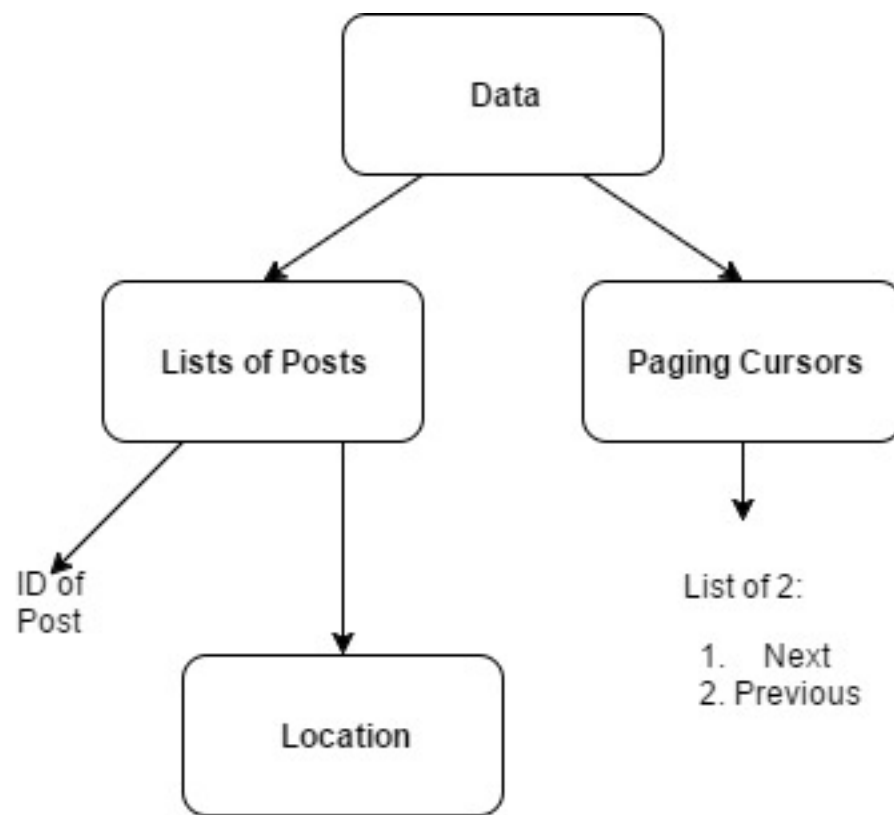 Data
Lists of Posts
Paging Cursors
ID of
Post
List of 2:
1. Next
2. Previous
Location